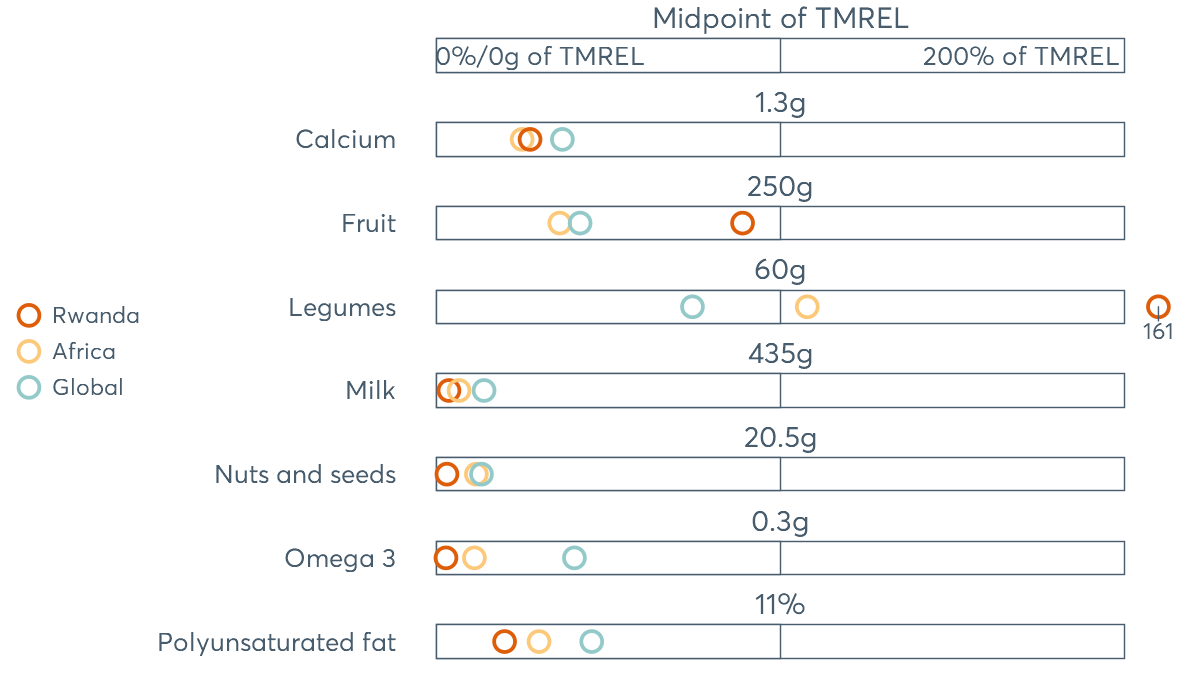 Midpoint of TMREL
0%/0g of TMREL
200% of TMREL
1.3g
Calcium
250g
Fruit
60g
Legumes
161
435g
Milk
20.5g
Nuts and seeds
0.3g
Omega 3
11%
Polyunsaturated fat
Rwanda
Africa
Global